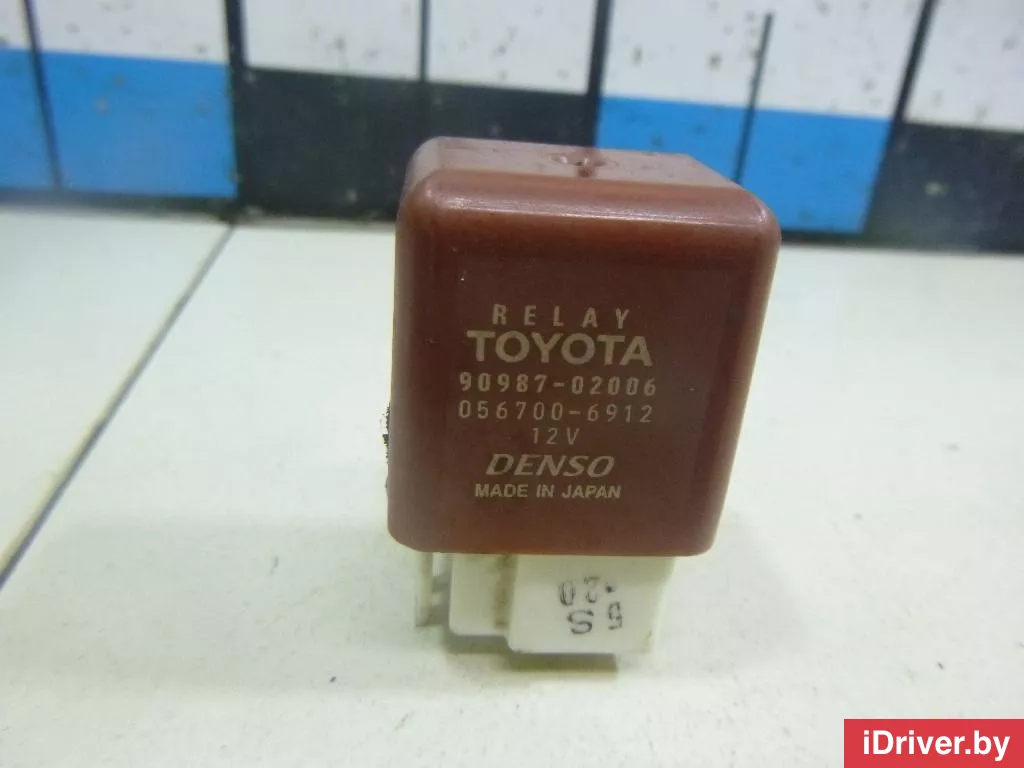 RELAY
TOYOTA
90987-02006
056700-6912
12V
DENSO
MADE IN JAPAN
iDriver.by